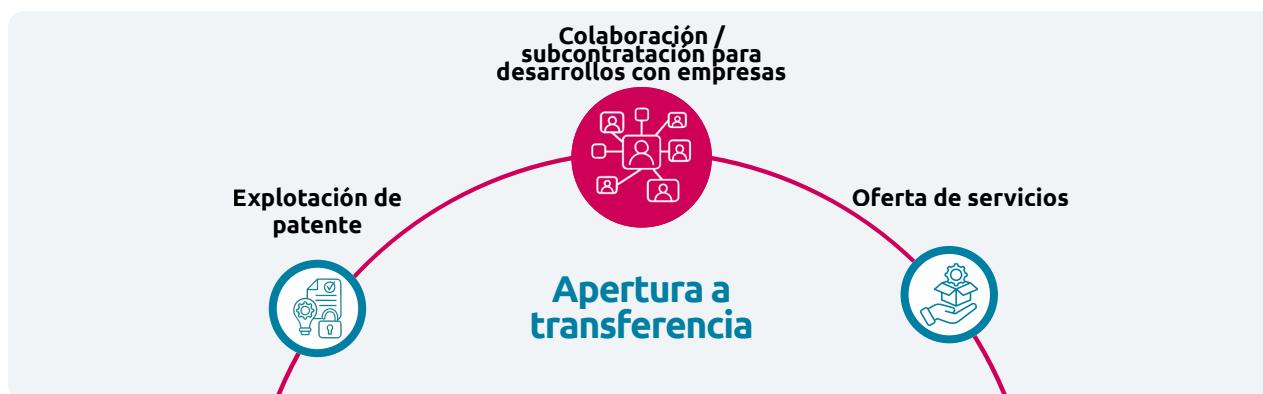 Colaboración /
subcontratación para
desarrollos con empresas
Explotación de
patente
Oferta de servicios
Apertura a
transferencia